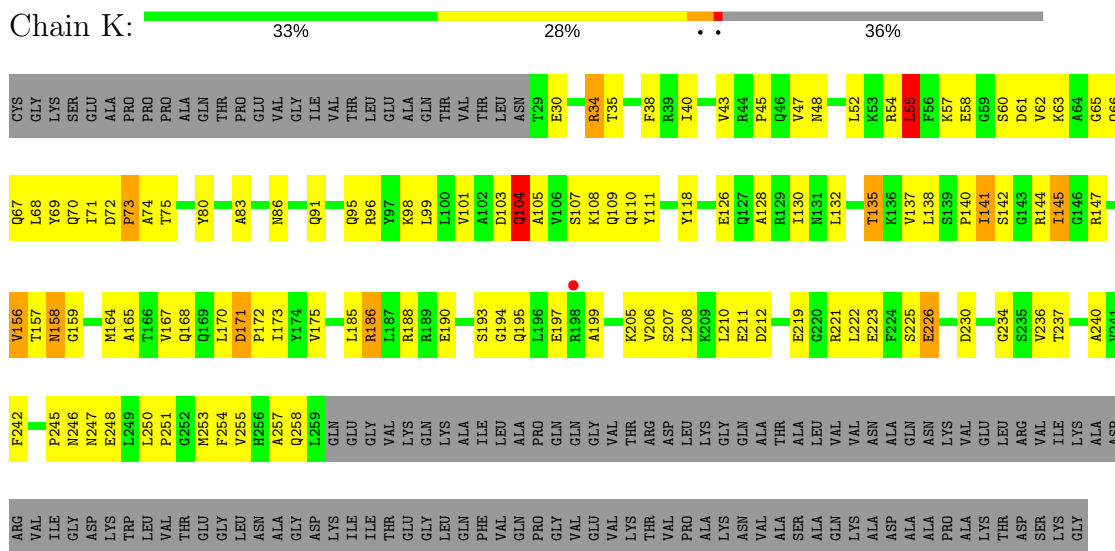 Chain K:
33% 28% • • 36%
CYS GLY LYS SER GLU ALA PRO PRO PRO ALA GLN THR PRO GLU VAL GLY ILE VAL THR LEU GLU ALA GLN THR VAL THR LEU ASN T29 E30 R34 T35 F38 R39 I40 V43 R44 P45 Q46 V47 N48 L52 K53 R54 L55 F56 K57 E58 G59 S60 D61 V62 K63 A64 G65 Q66
Q67 L68 Y69 Q70 I71 D72 P73 A74 T75 Y80 A83 N86 Q91 Q95 R96 Y97 K98 L99 L100 V101 A102 D103 Q104 A105 V106 S107 K108 Q109 Q110 Y111 Y118 E126 Q127 A128 R129 I130 N131 L132 T135 K136 V137 L138 S139 P140 I141 S142 G143 R144 I145 G146 R147
V156 T157 N158 G159 M164 A165 T166 V167 Q168 Q169 L170 D171 P172 I173 Y174 V175 L185 R186 L187 R188 R189 E190 S193 G194 Q195 L196 E197 R198 A199 K205 V206 S207 L208 K209 L210 E211 D212 E219 G220 R221 L222 E223 F224 S225 E226 D230 G234 S235 V236 T237 A240 V241
F242 P245 N246 N247 E248 L249 L250 P251 G252 M253 F254 V255 H256 A257 Q258 L259 GLN GLU GLY VAL LYS GLN LYS ALA ILE LEU ALA PRO GLN GLN GLY VAL THR ARG ASP LEU LYS GLY GLN ALA THR ALA LEU VAL VAL ASN ALA GLN ASN LYS VAL GLU LEU ARG VAL ILE LYS ALA ASP
ARG VAL ILE GLY ASP LYS TRP LEU VAL THR GLU GLY LEU ASN ALA GLY ASP LYS ILE ILE THR GLU GLY LEU GLN PHE VAL GLN PRO GLY VAL GLU VAL LYS THR VAL PRO ALA LYS ASN VAL ALA SER ALA GLN LYS ALA ASP ALA ALA PRO ALA LYS THR ASP SER LYS GLY